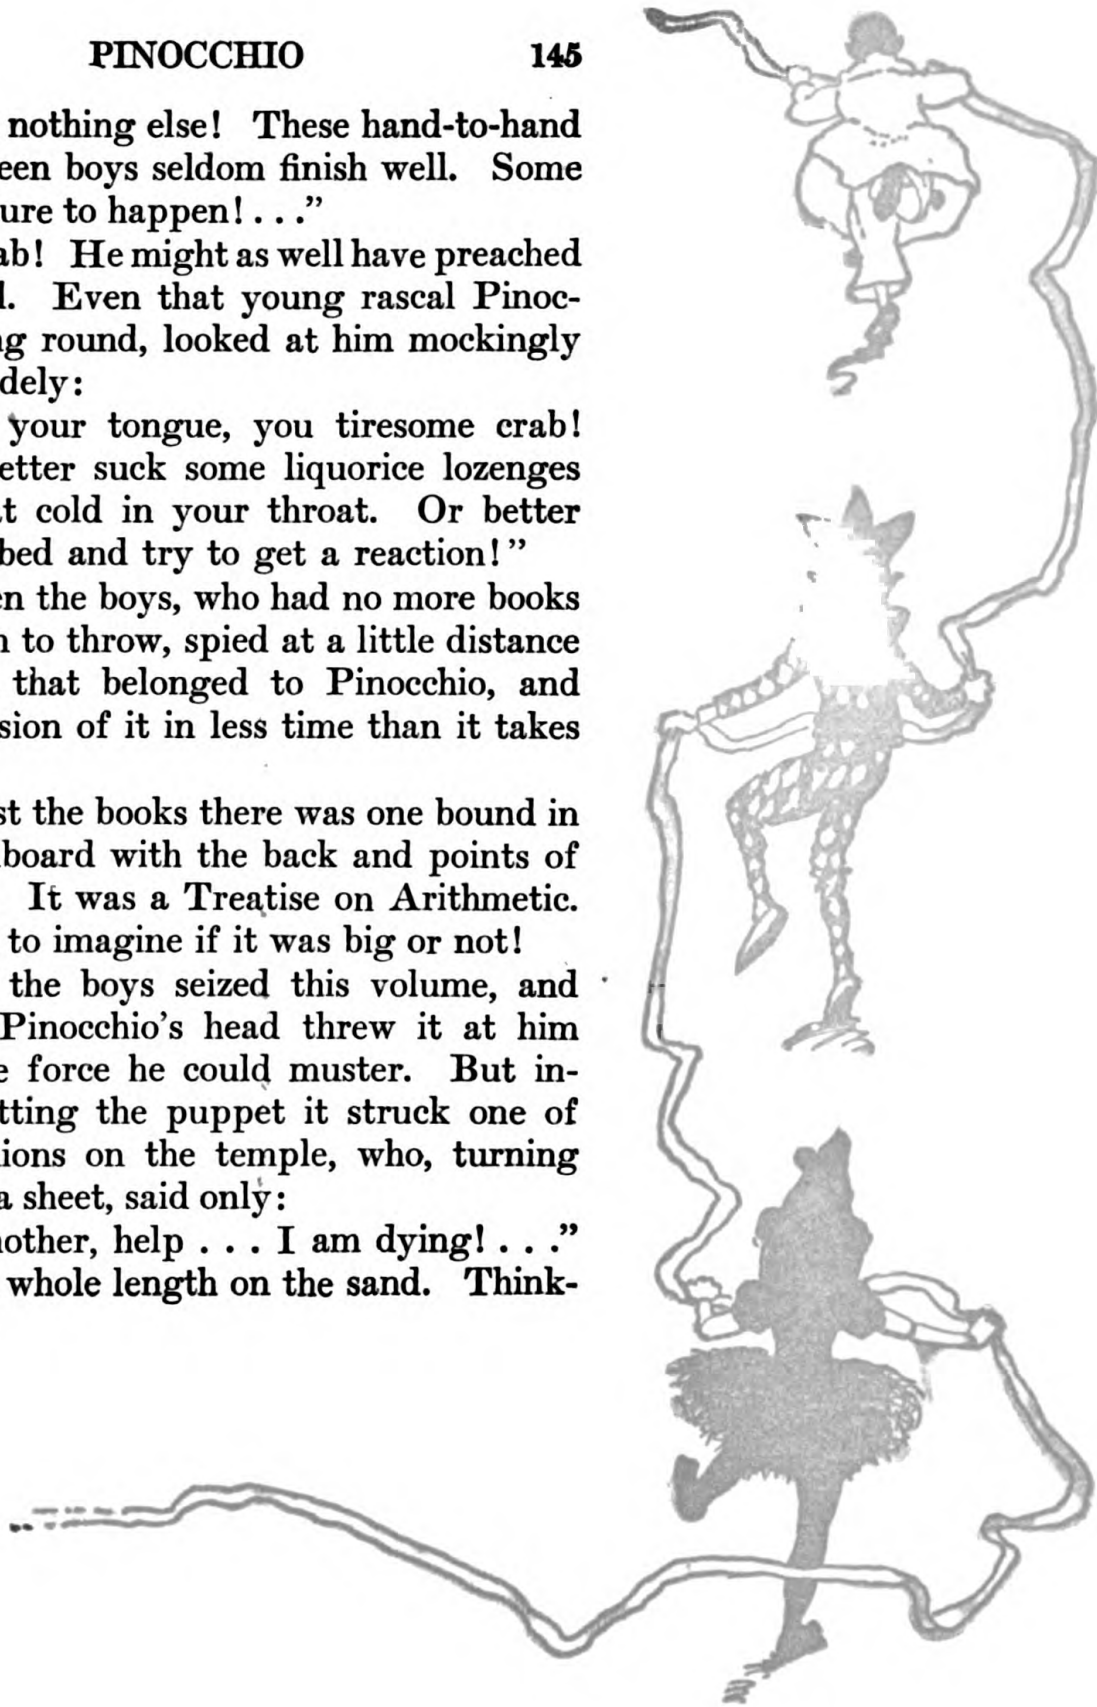 PINOCCHIO 145
nothing else! These hand-to-hand
een boys seldom finish well. Some
ure to happen! . . ."
ab! He might as well have preached
l. Even that young rascal Pinoc-
ng round, looked at him mockingly
dely:
your tongue, you tiresome crab!
etter suck some liquorice lozenges
at cold in your throat. Or better
bed and try to get a reaction!"
en the boys, who had no more books
n to throw, spied at a little distance
that belonged to Pinocchio, and
sion of it in less time than it takes
st the books there was one bound in
board with the back and points of
It was a Treatise on Arithmetic.
to imagine if it was big or not!
the boys seized this volume, and
Pinocchio's head threw it at him
e force he could muster. But in-
tting the puppet it struck one of
ions on the temple, who, turning
a sheet, said only:
nother, help . . . I am dying! . . ."
whole length on the sand. Think-